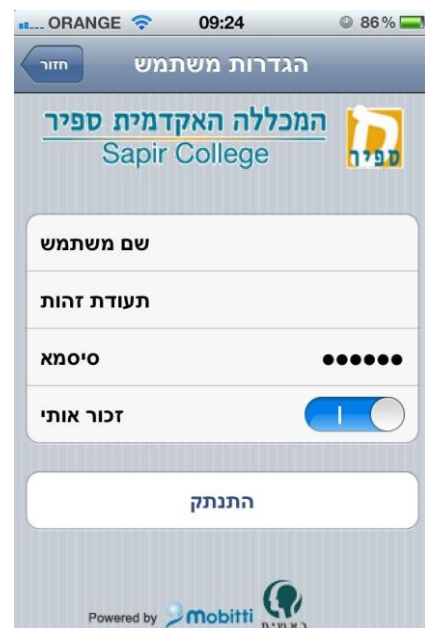 ORANGE 09:24 86%
חזור הגדרות משתמש
המכללה האקדמית ספיר
Sapir College
ספיר
שם משתמש
תעודת זהות
סיסמא ●●●●●●
זכור אותי
התנתק
Powered by mobitti
ראשים